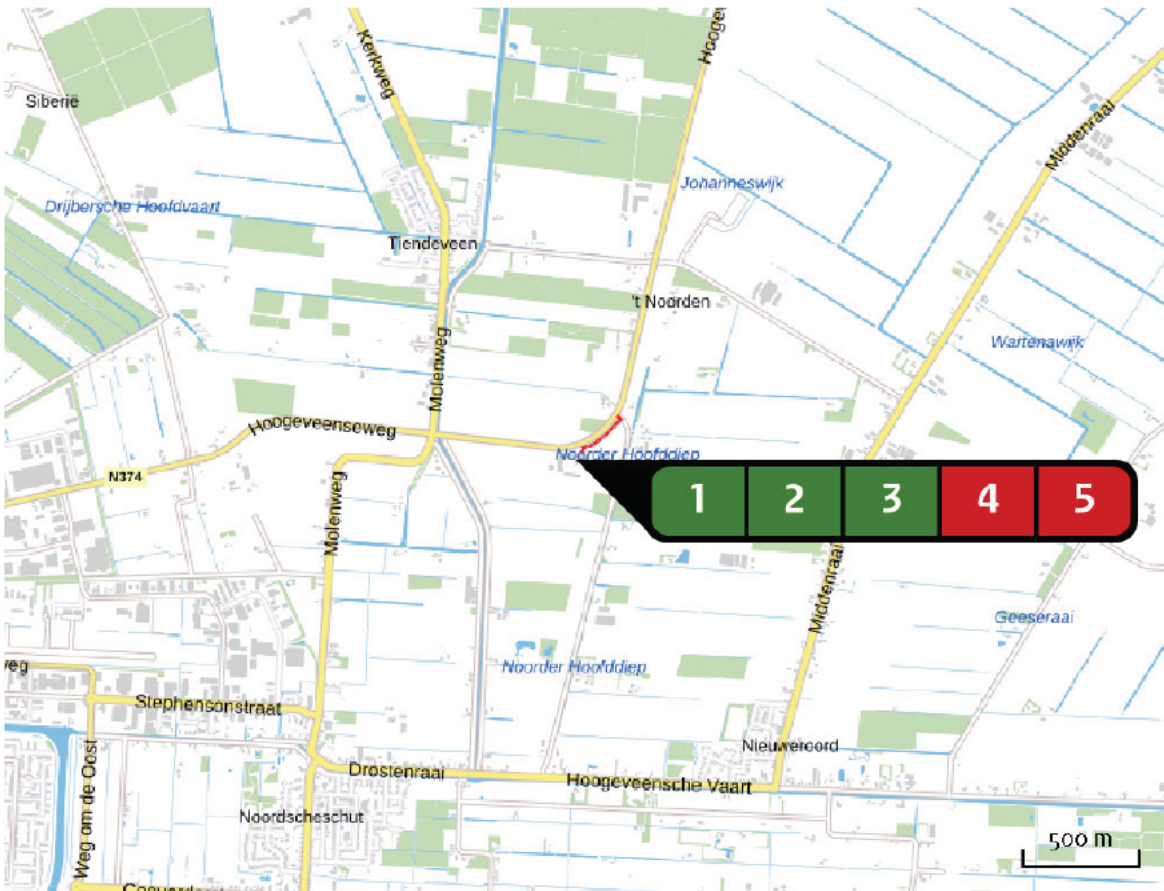 Hoogev
Kerkweg
Siberië
Middenraai
Johanneswijk
Drijbersche Hoofdvaart
Tiendeveen
't Noorden
Wartenawijk
Molenweg
Hoogeveenseweg
Noorder Hoofddiep
N374
1 2 3 4 5
Molenweg
Middenraai
Geeseraai
Noorder Hoofddiep
weg
Stephensonstraat
Nieuweroord
Weg om de Oost
Drostenraai
Hoogeveensche Vaart
Noordscheschut
500 m